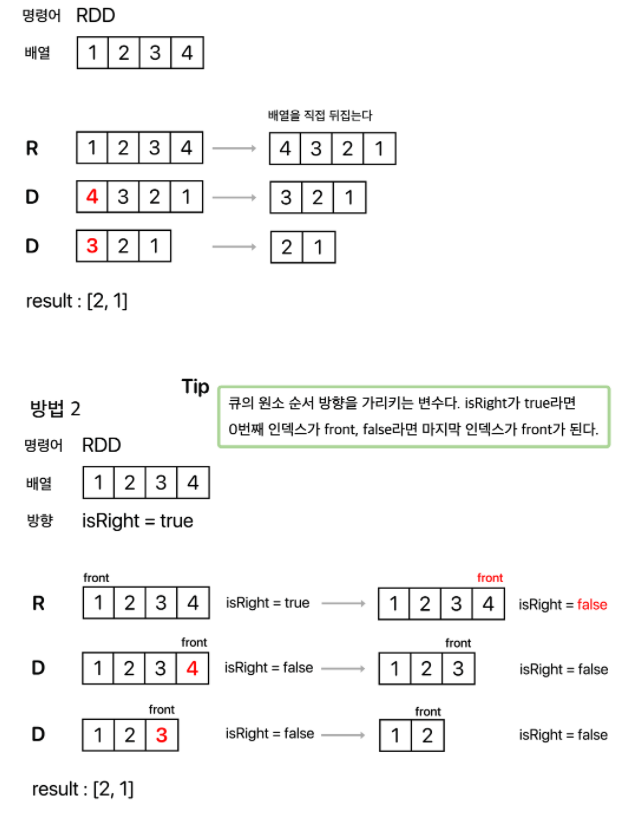 명령어 RDD
배열 1 2 3 4
배열을 직접 뒤집는다
R 1 2 3 4 4 3 2 1
D 4 3 2 1 3 2 1
D 3 2 1 2 1
result : [2, 1]
Tip
큐의 원소 순서 방향을 가리키는 변수다. isRight가 true라면
0번째 인덱스가 front, false라면 마지막 인덱스가 front가 된다.
방법 2
명령어 RDD
배열 1 2 3 4
방향 isRight = true
front front
R 1 2 3 4 isRight = true 1 2 3 4 isRight = false
front front
D 1 2 3 4 isRight = false 1 2 3 isRight = false
front front
D 1 2 3 isRight = false 1 2 isRight = false
result : [2, 1]